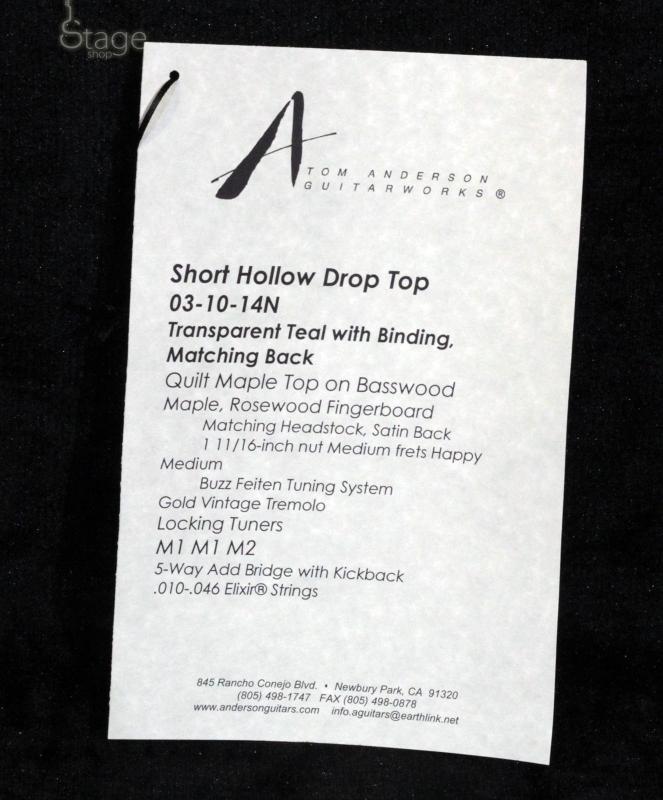 Stage
shop
TOM ANDERSON
GUITARWORKS®
Short Hollow Drop Top
03-10-14N
Transparent Teal with Binding,
Matching Back
Quilt Maple Top on Basswood
Maple, Rosewood Fingerboard
Matching Headstock, Satin Back
1 11/16-inch nut Medium frets Happy
Medium
Buzz Feiten Tuning System
Gold Vintage Tremolo
Locking Tuners
M1 M1 M2
5-Way Add Bridge with Kickback
.010-.046 Elixir® Strings
845 Rancho Conejo Blvd. • Newbury Park, CA 91320
(805) 498-1747 FAX (805) 498-0878
www.andersonguitars.com info.aguitars@earthlink.net